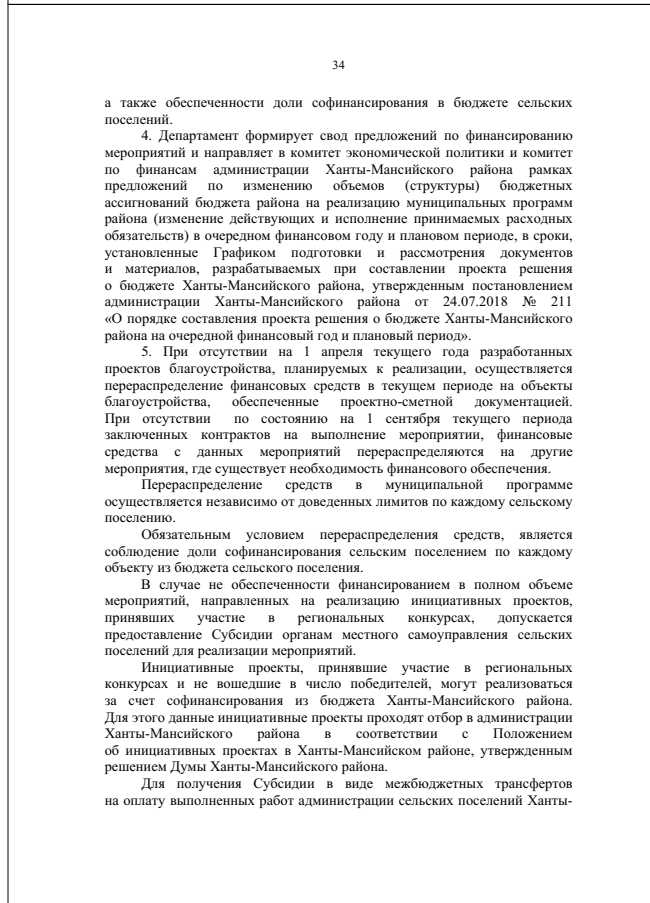 34
а также обеспеченности доли софинансирования в бюджете сельских
поселений.
4. Департамент формирует свод предложений по финансированию
мероприятий и направляет в комитет экономической политики и комитет
по финансам администрации Ханты-Мансийского района рамках
предложений по изменению объемов (структуры) бюджетных
ассигнований бюджета района на реализацию муниципальных программ
района (изменение действующих и исполнение принимаемых расходных
обязательств) в очередном финансовом году и плановом периоде, в сроки,
установленные Графиком подготовки и рассмотрения документов
и материалов, разрабатываемых при составлении проекта решения
о бюджете Ханты-Мансийского района, утвержденным постановлением
администрации Ханты-Мансийского района от 24.07.2018 № 211
«О порядке составления проекта решения о бюджете Ханты-Мансийского
района на очередной финансовый год и плановый период».
5. При отсутствии на 1 апреля текущего года разработанных
проектов благоустройства, планируемых к реализации, осуществляется
перераспределение финансовых средств в текущем периоде на объекты
благоустройства, обеспеченные проектно-сметной документацией.
При отсутствии по состоянию на 1 сентября текущего периода
заключенных контрактов на выполнение мероприятии, финансовые
средства с данных мероприятий перераспределяются на другие
мероприятия, где существует необходимость финансового обеспечения.
Перераспределение средств в муниципальной программе
осуществляется независимо от доведенных лимитов по каждому сельскому
поселению.
Обязательным условием перераспределения средств, является
соблюдение доли софинансирования сельским поселением по каждому
объекту из бюджета сельского поселения.
В случае не обеспеченности финансированием в полном объеме
мероприятий, направленных на реализацию инициативных проектов,
принявших участие в региональных конкурсах, допускается
предоставление Субсидии органам местного самоуправления сельских
поселений для реализации мероприятий.
Инициативные проекты, принявшие участие в региональных
конкурсах и не вошедшие в число победителей, могут реализоваться
за счет софинансирования из бюджета Ханты-Мансийского района.
Для этого данные инициативные проекты проходят отбор в администрации
Ханты-Мансийского района в соответствии с Положением
об инициативных проектах в Ханты-Мансийском районе, утвержденным
решением Думы Ханты-Мансийского района.
Для получения Субсидии в виде межбюджетных трансфертов
на оплату выполненных работ администрации сельских поселений Ханты-